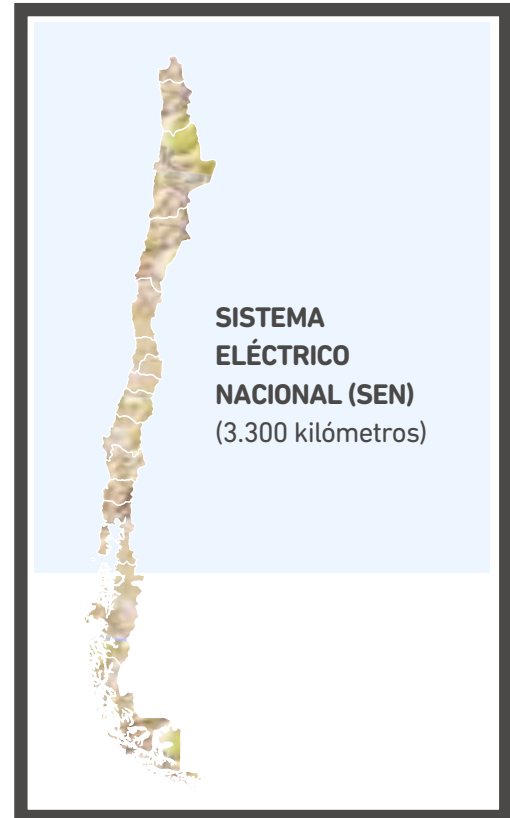 SISTEMA
ELÉCTRICO
NACIONAL (SEN)
(3.300 kilómetros)